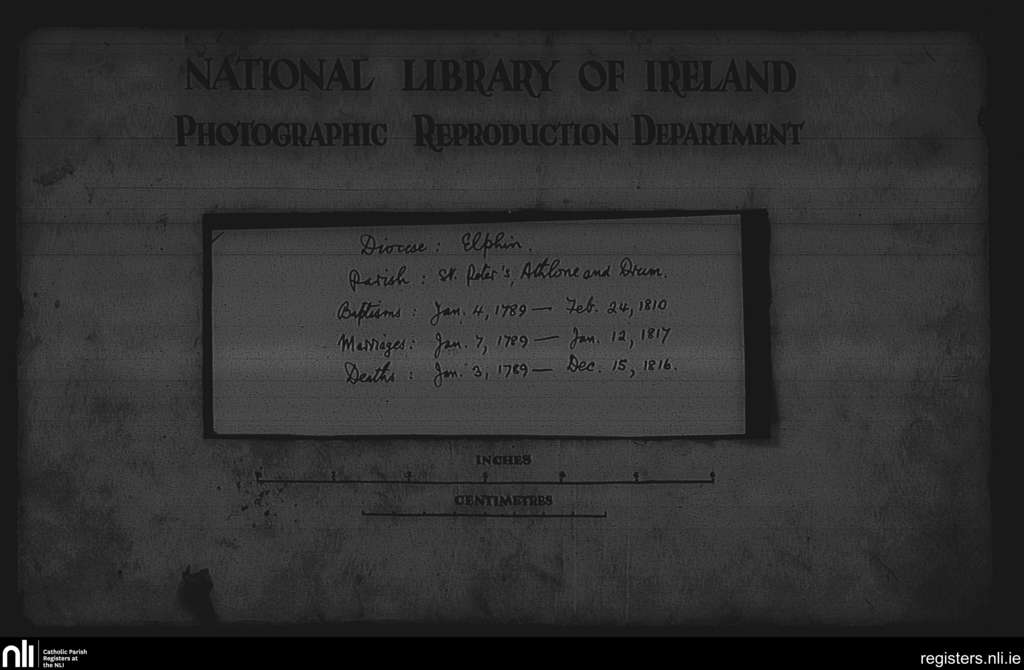 NATIONAL LIBRARY OF IRELAND
PHOTOGRAPHIC REPRODUCTION DEPARTMENT
Diocese : Elphin.
Parish : St. Peter's, Athlone and Drum.
Baptisms : Jan. 4, 1789 — Feb. 24, 1810
Marriages : Jan. 7, 1789 — Jan. 12, 1817
Deaths : Jan. 3, 1789 — Dec. 15, 1816.
INCHES
CENTIMETRES
nli Catholic Parish
Registers at
the NLI
registers.nli.ie